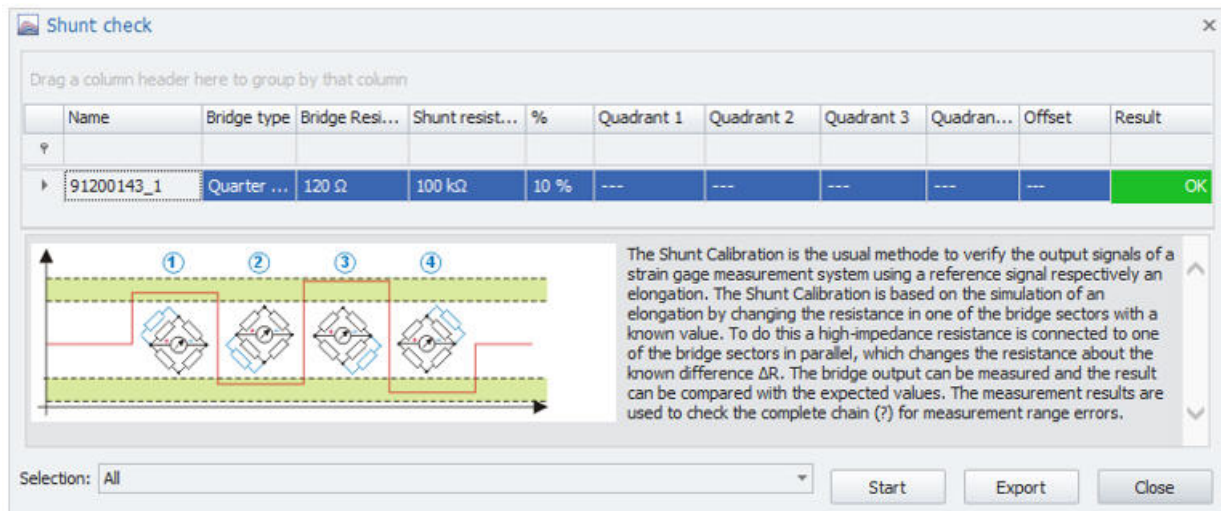 Shunt check
Drag a column header here to group by that column
Name Bridge type Bridge Resi... Shunt resist... % Quadrant 1 Quadrant 2 Quadrant 3 Quadran... Offset Result
91200143_1 Quarter ... 120 Ω 100 kΩ 10 % --- --- --- --- --- OK
1 2 3 4
The Shunt Calibration is the usual methode to verify the output signals of a
strain gage measurement system using a reference signal respectively an
elongation. The Shunt Calibration is based on the simulation of an
elongation by changing the resistance in one of the bridge sectors with a
known value. To do this a high-impedance resistance is connected to one
of the bridge sectors in parallel, which changes the resistance about the
known difference ΔR. The bridge output can be measured and the result
can be compared with the expected values. The measurement results are
used to check the complete chain (?) for measurement range errors.
Selection: All
Start Export Close